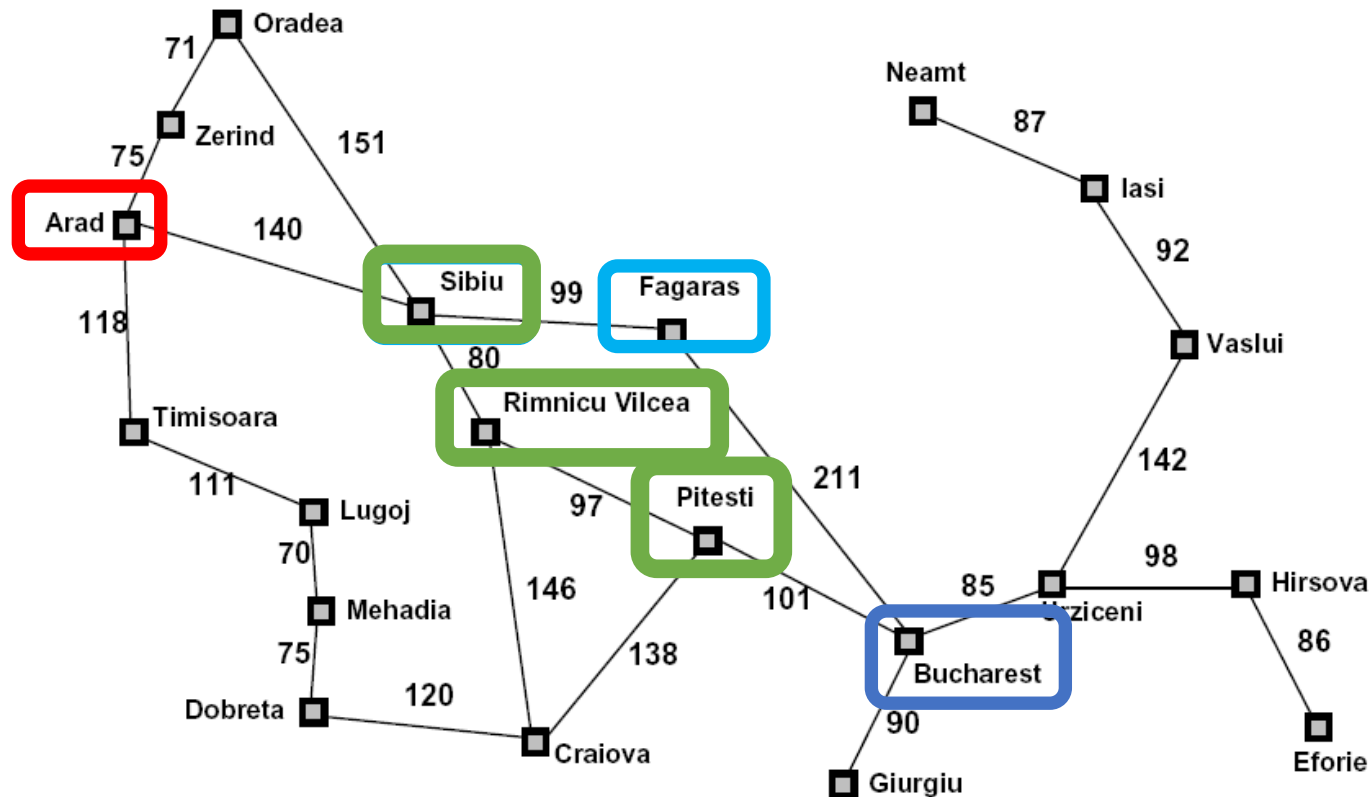 Oradea
71
Neamt
87
Zerind
151
75
Iasi
Arad
140
92
Sibiu
99
Fagaras
118
80
Vaslui
Rimnicu Vilcea
Timisoara
142
111
97
Pitesti
211
Lugoj
70
98
146
85
Hirsova
101
Urziceni
Mehadia
86
138
75
Bucharest
120
Dobreta
90
Craiova
Eforie
Giurgiu